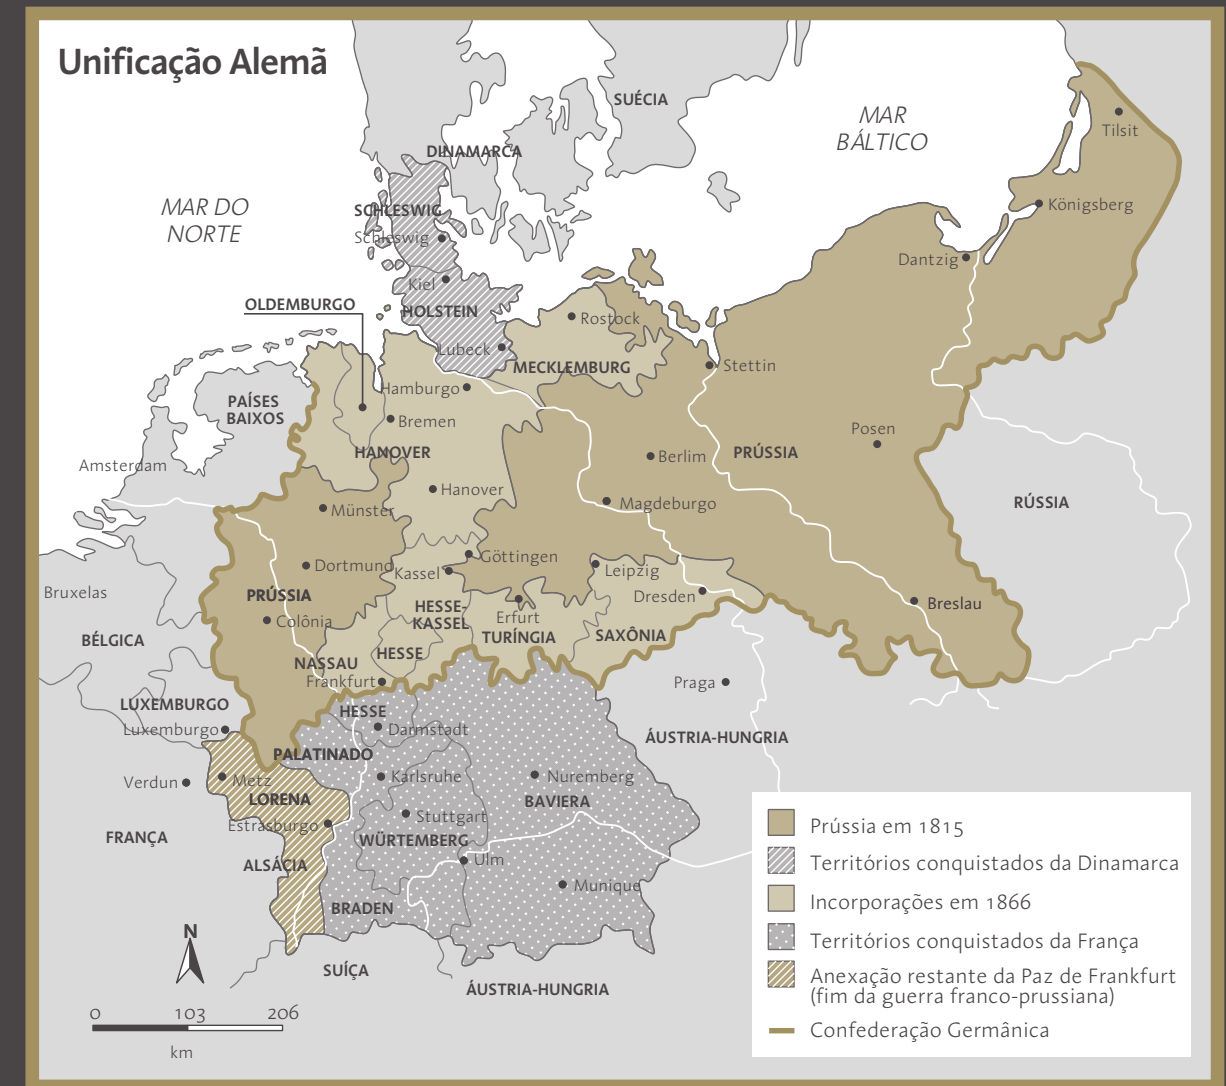 Unificação Alemã
SUÉCIA
MAR
BÁLTICO
Tilsit
DINAMARCA
MAR DO
NORTE
SCHLESWIG
Schleswig
Königsberg
Dantzig
Kiel
OLDEMBURGO
HOLSTEIN
Rostock
Lubeck
MECKLEMBURG
Stettin
Hamburgo
PAÍSES
BAIXOS
Bremen
Posen
HANOVER
Berlim
PRÚSSIA
Amsterdam
Hanover
Magdeburgo
RÚSSIA
Münster
Göttingen
Dortmund
Kassel
Leipzig
Bruxelas
PRÚSSIA
Dresden
Breslau
HESSE-
KASSEL
Erfurt
Colônia
TURÍNGIA
SAXÔNIA
BÉLGICA
HESSE
NASSAU
Frankfurt
Praga
LUXEMBURGO
HESSE
Luxemburgo
Darmstadt
ÁUSTRIA-HUNGRIA
PALATINADO
Verdun
Metz
Karlsruhe
Nuremberg
LORENA
BAVIERA
Estrasburgo
Stuttgart
FRANÇA
WÜRTEMBERG
ALSÁCIA
Ulm
Munique
BRADEN
SUÍÇA
ÁUSTRIA-HUNGRIA
N
0 103 206
km
Prússia em 1815
Territórios conquistados da Dinamarca
Incorporações em 1866
Territórios conquistados da França
Anexação restante da Paz de Frankfurt
(fim da guerra franco-prussiana)
Confederação Germânica